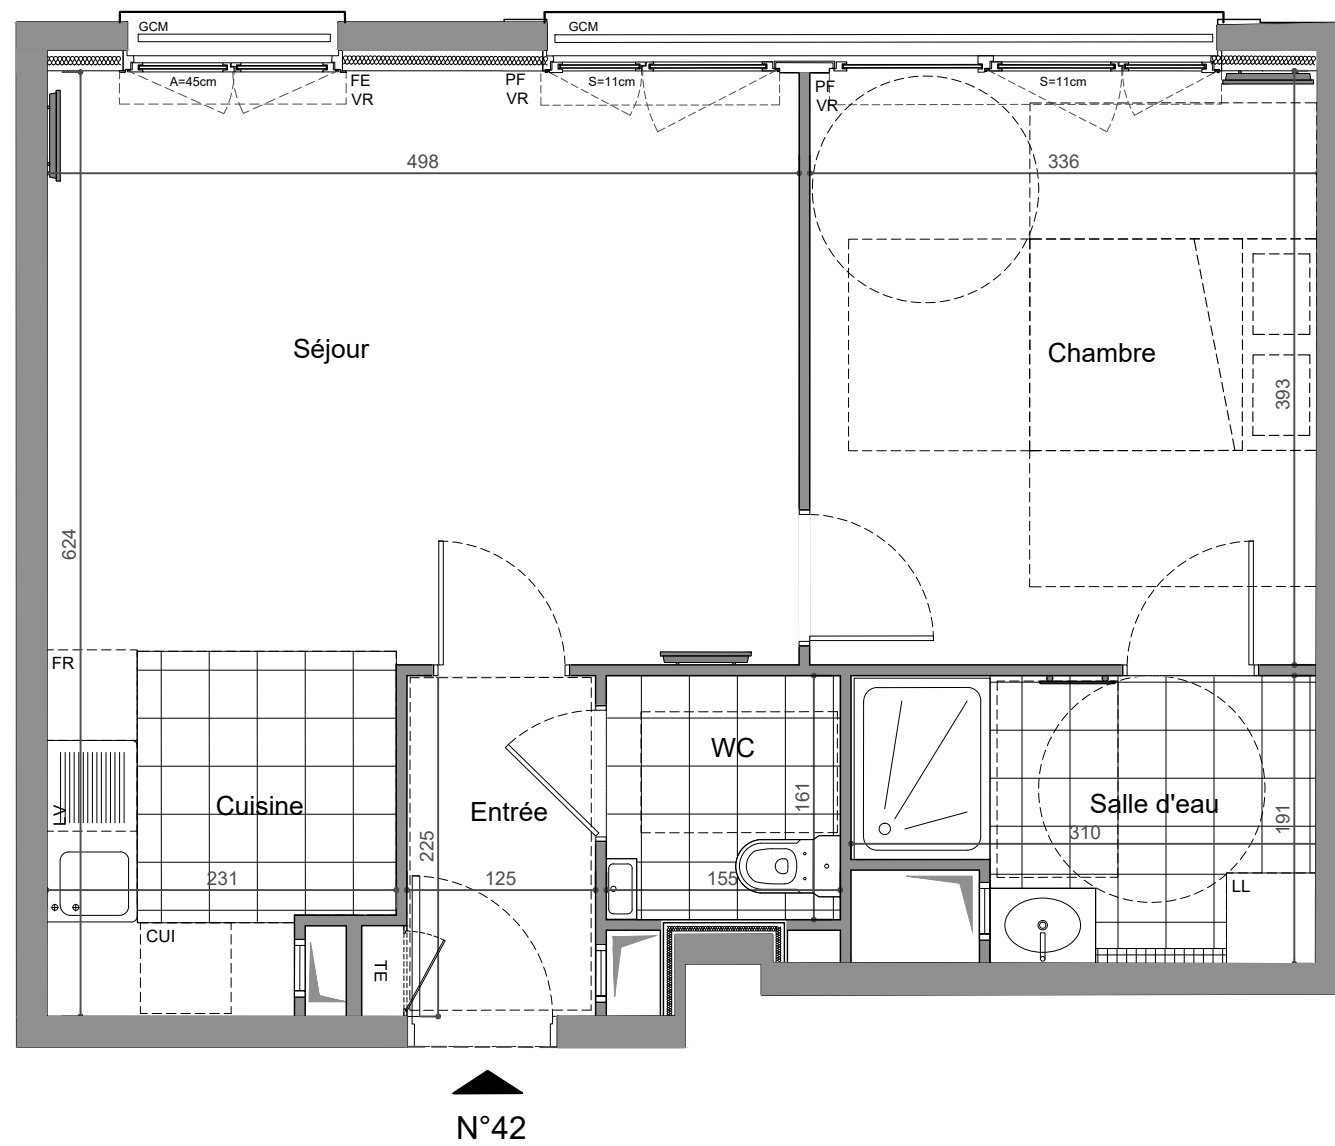 GCM
GCM
A=45cm
FE
VR
PF
VR
S=11cm
PF
VR
S=11cm
498
336
Séjour
Chambre
393
624
FR
WC
LV
Cuisine
Entrée
161
Salle d'eau
310
191
225
231
125
155
LL
CUI
TE
N°42